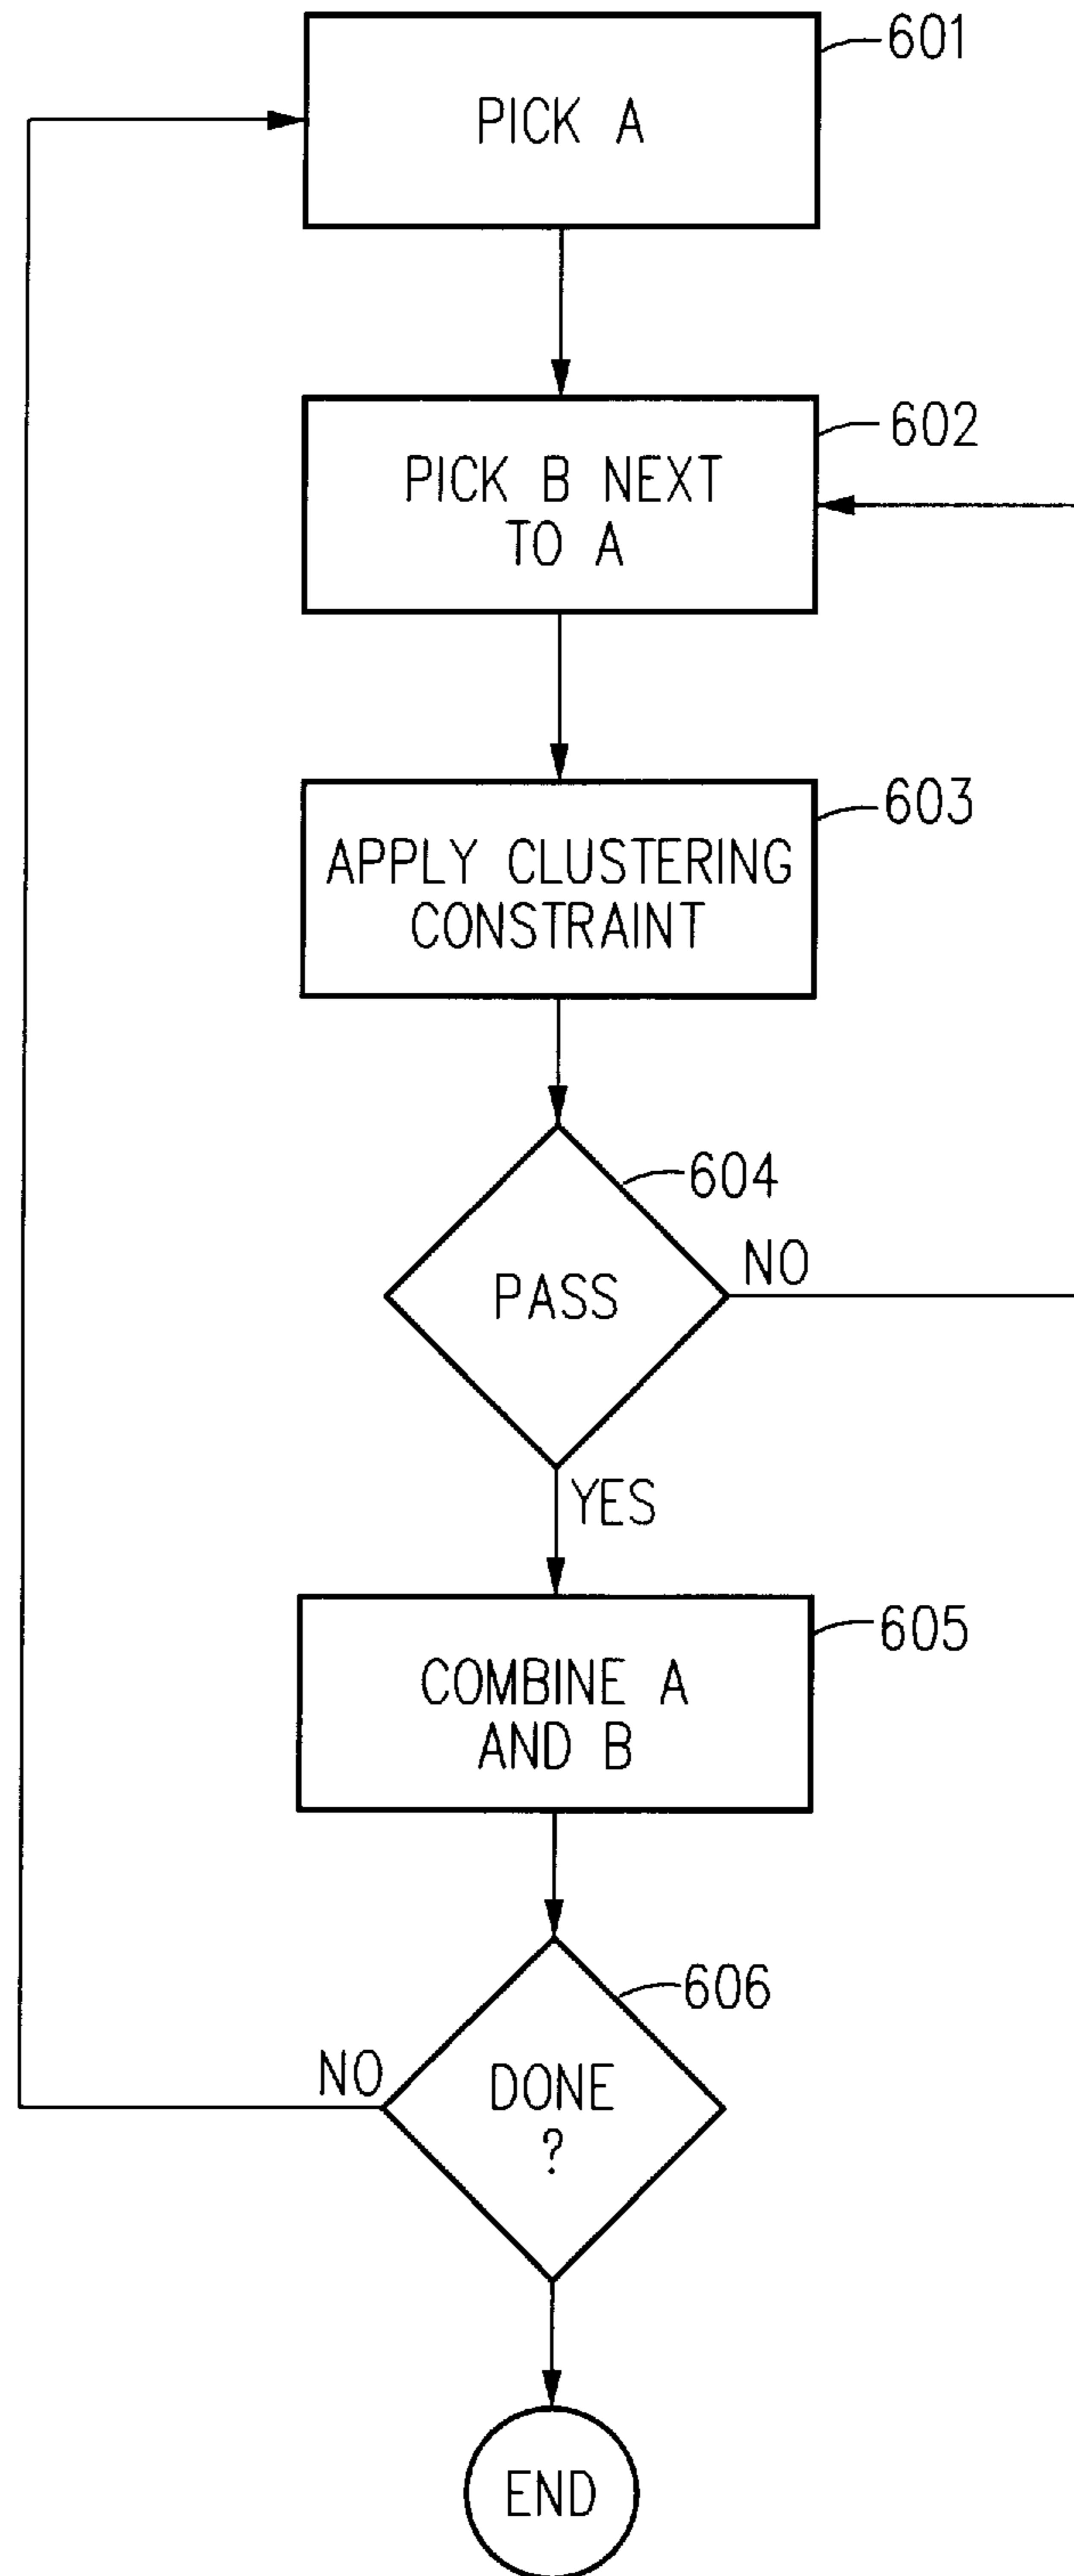 601
PICK A
602
PICK B NEXT
TO A
603
APPLY CLUSTERING
CONSTRAINT
604
PASS
NO
YES
605
COMBINE A
AND B
606
NO
DONE
?
END